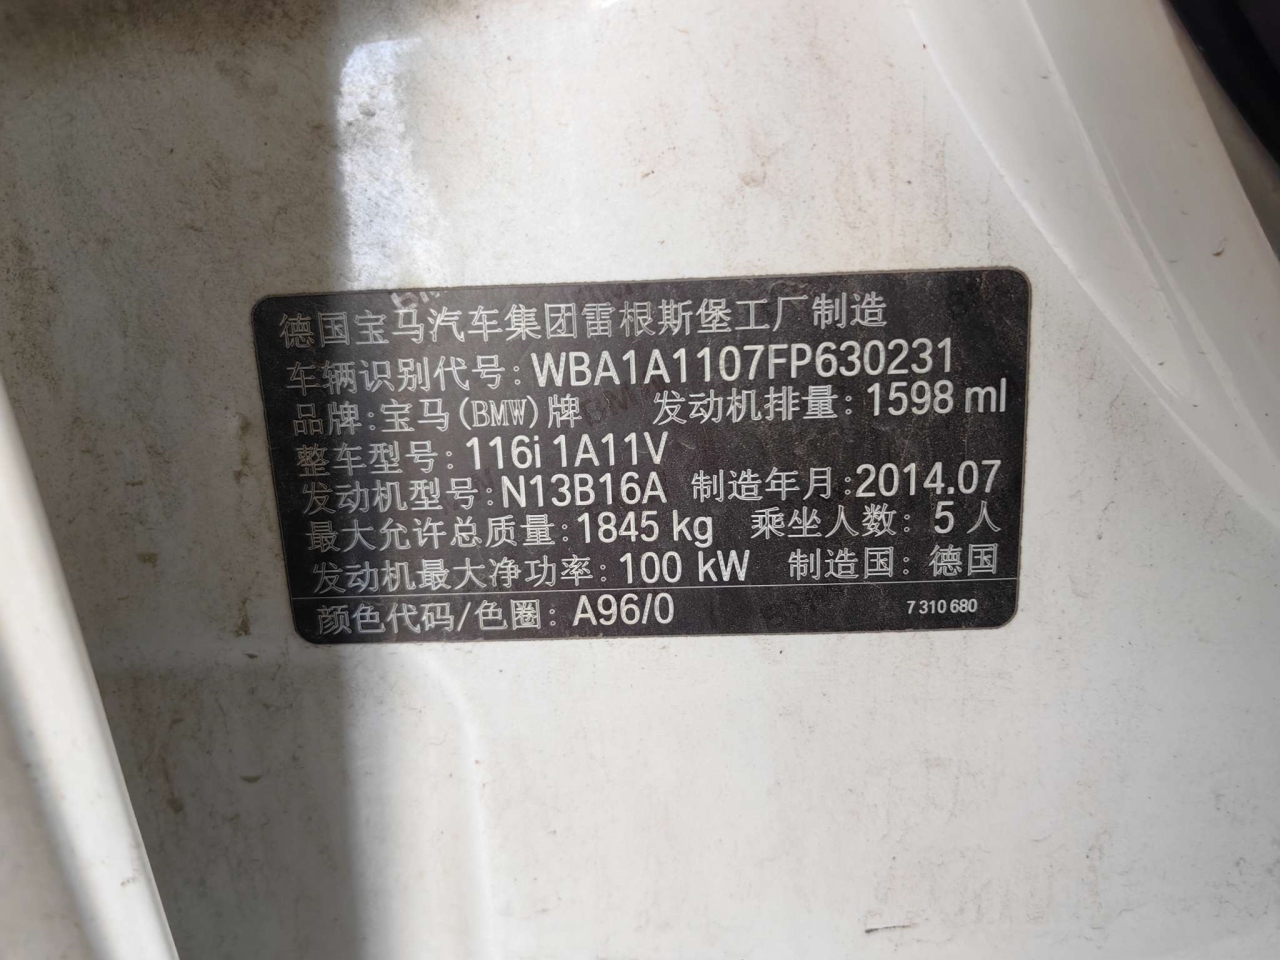 德国宝马汽车集团雷根斯堡工厂制造
车辆识别代号：WBA1A1107FP630231
品牌：宝马(BMW)牌 发动机排量：1598 ml
整车型号：116i 1A11V
发动机型号：N13B16A 制造年月：2014.07
最大允许总质量：1845 kg 乘坐人数：5人
发动机最大净功率：100 kW 制造国：德国
颜色代码/色圈：A96/0 7 310 680